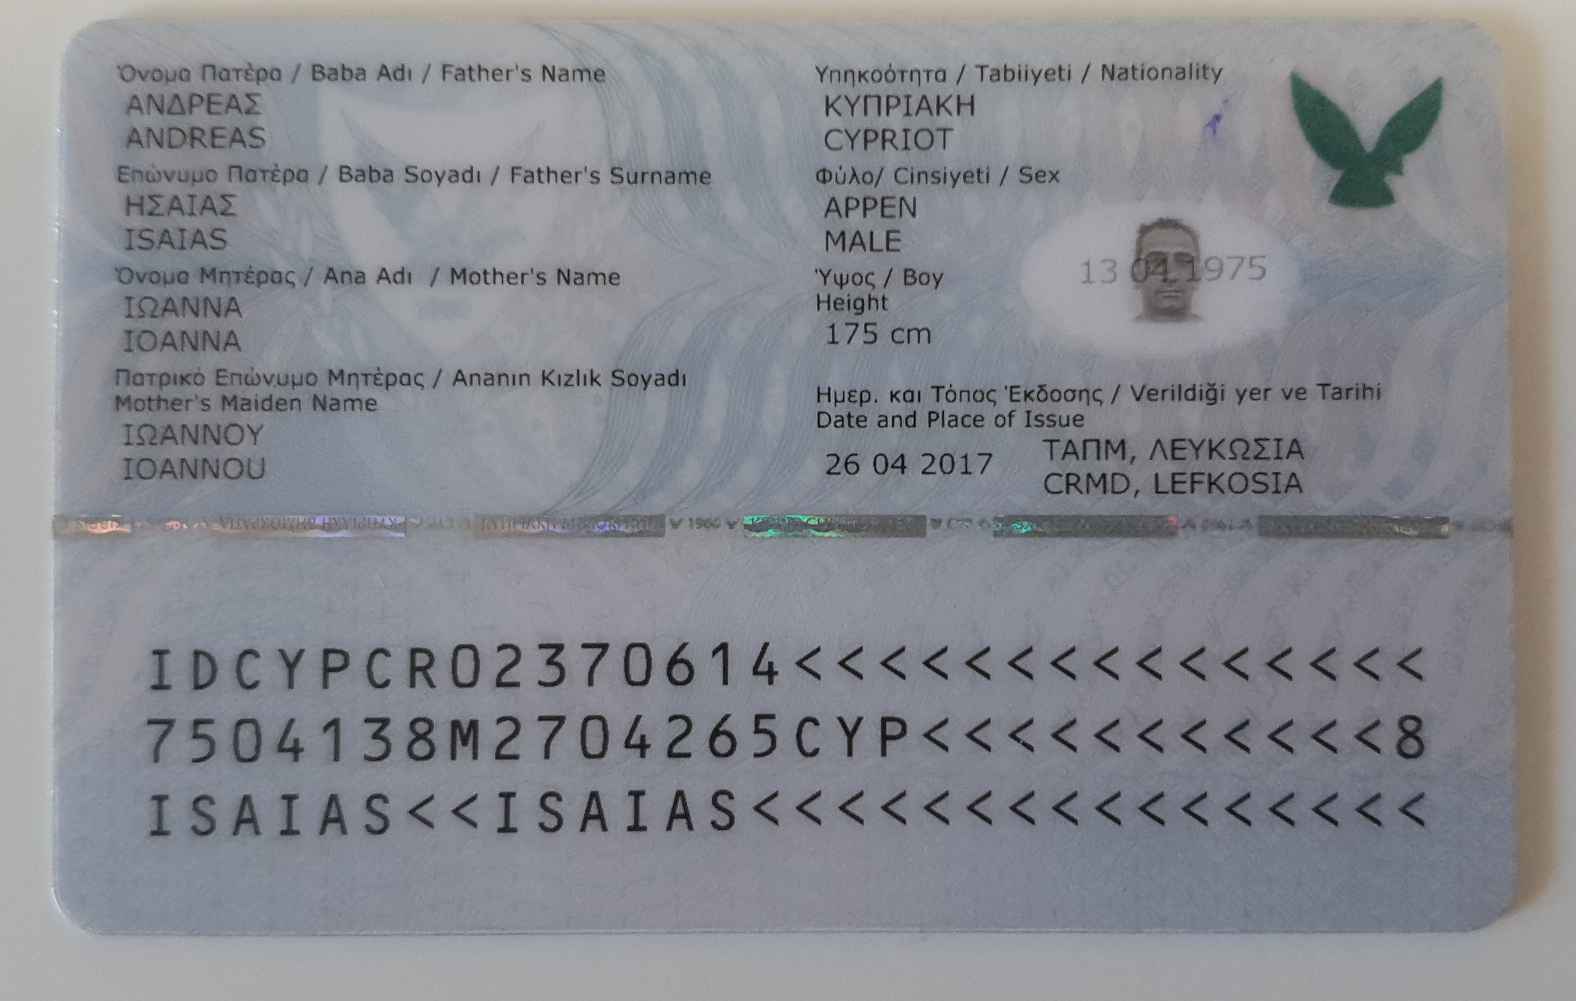 Όνομα Πατέρα / Baba Adı / Father's Name
ΑΝΔΡΕΑΣ
ANDREAS
Επώνυμο Πατέρα / Baba Soyadı / Father's Surname
ΗΣΑΙΑΣ
ISAIAS
Όνομα Μητέρας / Ana Adı / Mother's Name
ΙΩΑΝΝΑ
IOANNA
Πατρικό Επώνυμο Μητέρας / Ananın Kızlık Soyadı
Mother's Maiden Name
ΙΩΑΝΝΟΥ
IOANNOU
Υπηκοότητα / Tabiiyeti / Nationality
ΚΥΠΡΙΑΚΗ
CYPRIOT
Φύλο/ Cinsiyeti / Sex
ΑΡΡΕΝ
MALE
Ύψος / Boy
Height
175 cm
13 04 1975
Ημερ. και Τόπος Έκδοσης / Verildiği yer ve Tarihi
Date and Place of Issue
26 04 2017
ΤΑΠΜ, ΛΕΥΚΩΣΙΑ
CRMD, LEFKOSIA
1960
IDCYPCR02370614<<<<<<<<<<<<<<<
7504138M2704265CYP<<<<<<<<<<<8
ISAIAS<<ISAIAS<<<<<<<<<<<<<<<<